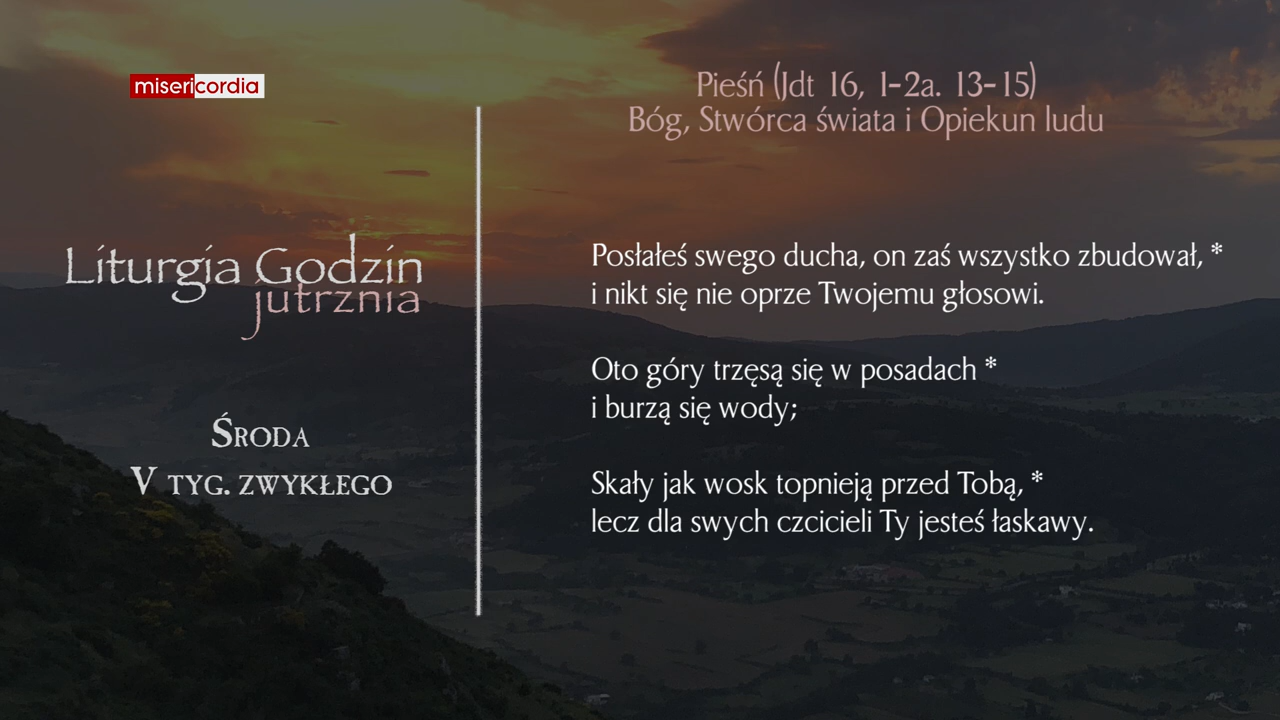 misericordia
Liturgia Godzin
jutrznia
Środa
V tyg. zwykłego
Pieśń (Jdt 16, 1-2a. 13-15)
Bóg, Stwórca świata i Opiekun ludu
Posłałeś swego ducha, on zaś wszystko zbudował, *
i nikt się nie oprze Twojemu głosowi.
Oto góry trzęsą się w posadach *
i burzą się wody;
Skały jak wosk topnieją przed Tobą, *
lecz dla swych czcicieli Ty jesteś łaskawy.